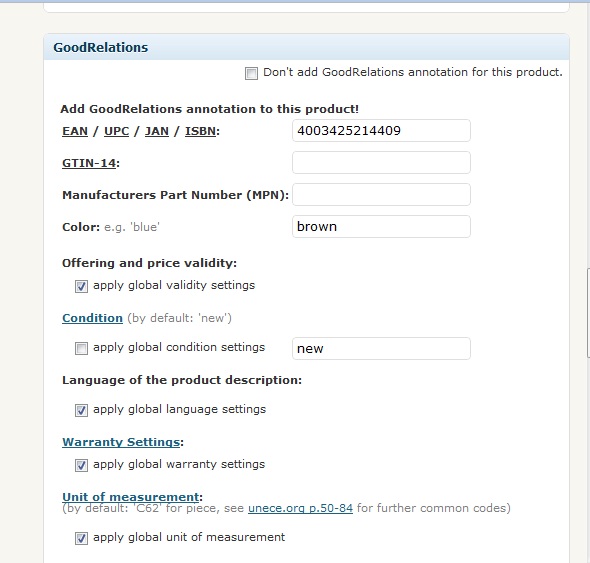 GoodRelations
Don't add GoodRelations annotation for this product.
Add GoodRelations annotation to this product!
EAN / UPC / JAN / ISBN: 4003425214409
GTIN-14:
Manufacturers Part Number (MPN):
Color: e.g. 'blue' brown
Offering and price validity:
apply global validity settings
Condition (by default: 'new')
apply global condition settings new
Language of the product description:
apply global language settings
Warranty Settings:
apply global warranty settings
Unit of measurement:
(by default: 'C62' for piece, see unece.org p.50-84 for further common codes)
apply global unit of measurement